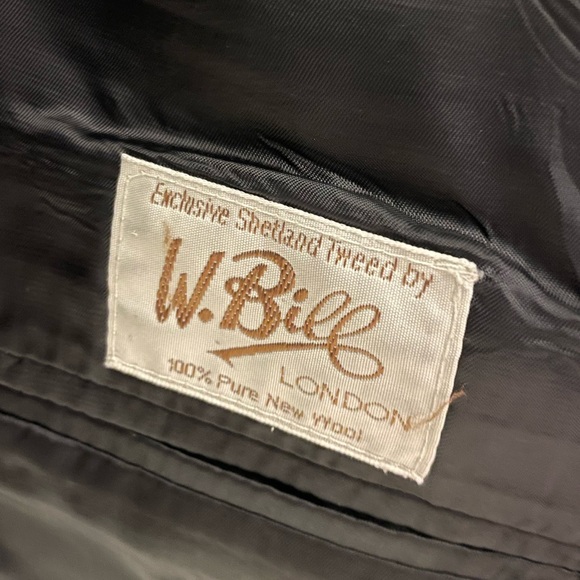 Exclusive Shetland Tweed by
W. Bill
LONDON
100% Pure New Wool